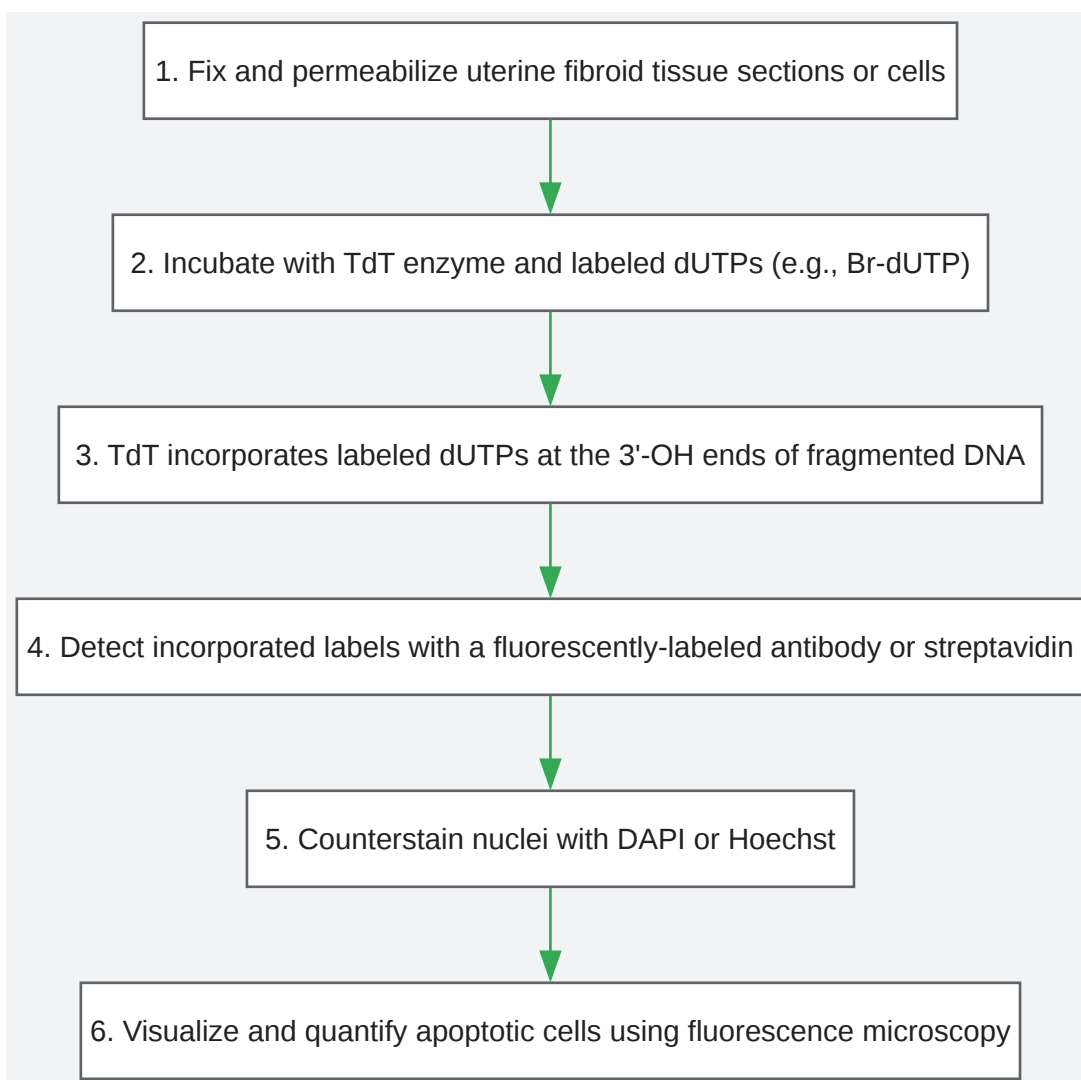 1. Fix and permeabilize uterine fibroid tissue sections or cells
2. Incubate with TdT enzyme and labeled dUTPs (e.g., Br-dUTP)
3. TdT incorporates labeled dUTPs at the 3'-OH ends of fragmented DNA
4. Detect incorporated labels with a fluorescently-labeled antibody or streptavidin
5. Counterstain nuclei with DAPI or Hoechst
6. Visualize and quantify apoptotic cells using fluorescence microscopy